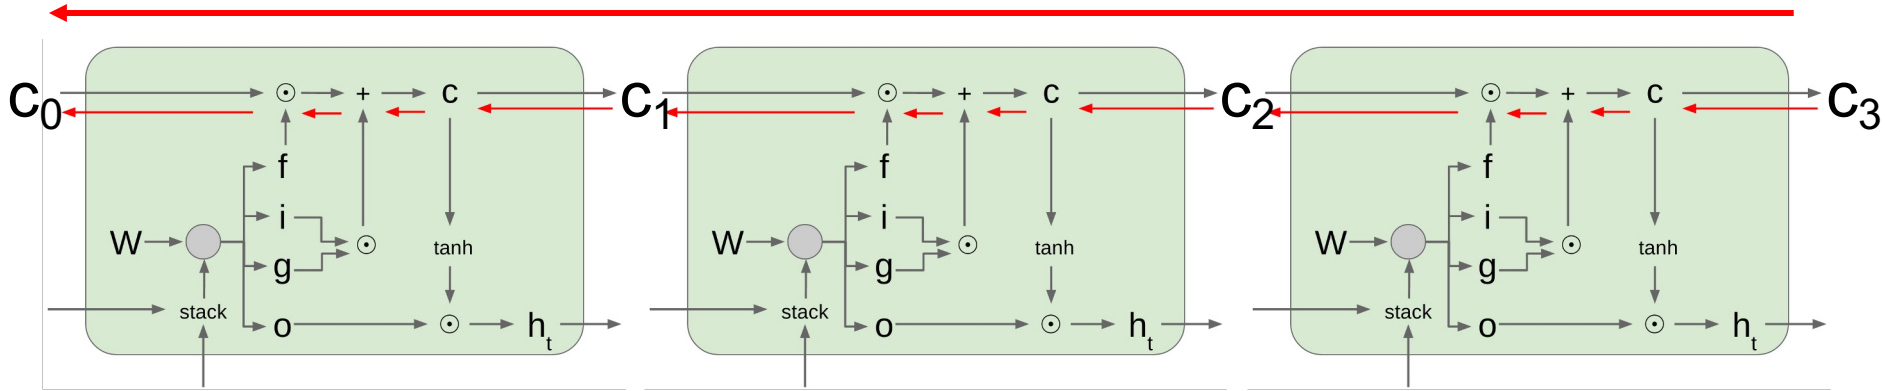 c0 ⊙ + c c1 ⊙ + c c2 ⊙ + c c3
f f f
i i i
W ⊙ tanh W ⊙ tanh W ⊙ tanh
g g g
stack stack stack
o ⊙ ht o ⊙ ht o ⊙ ht